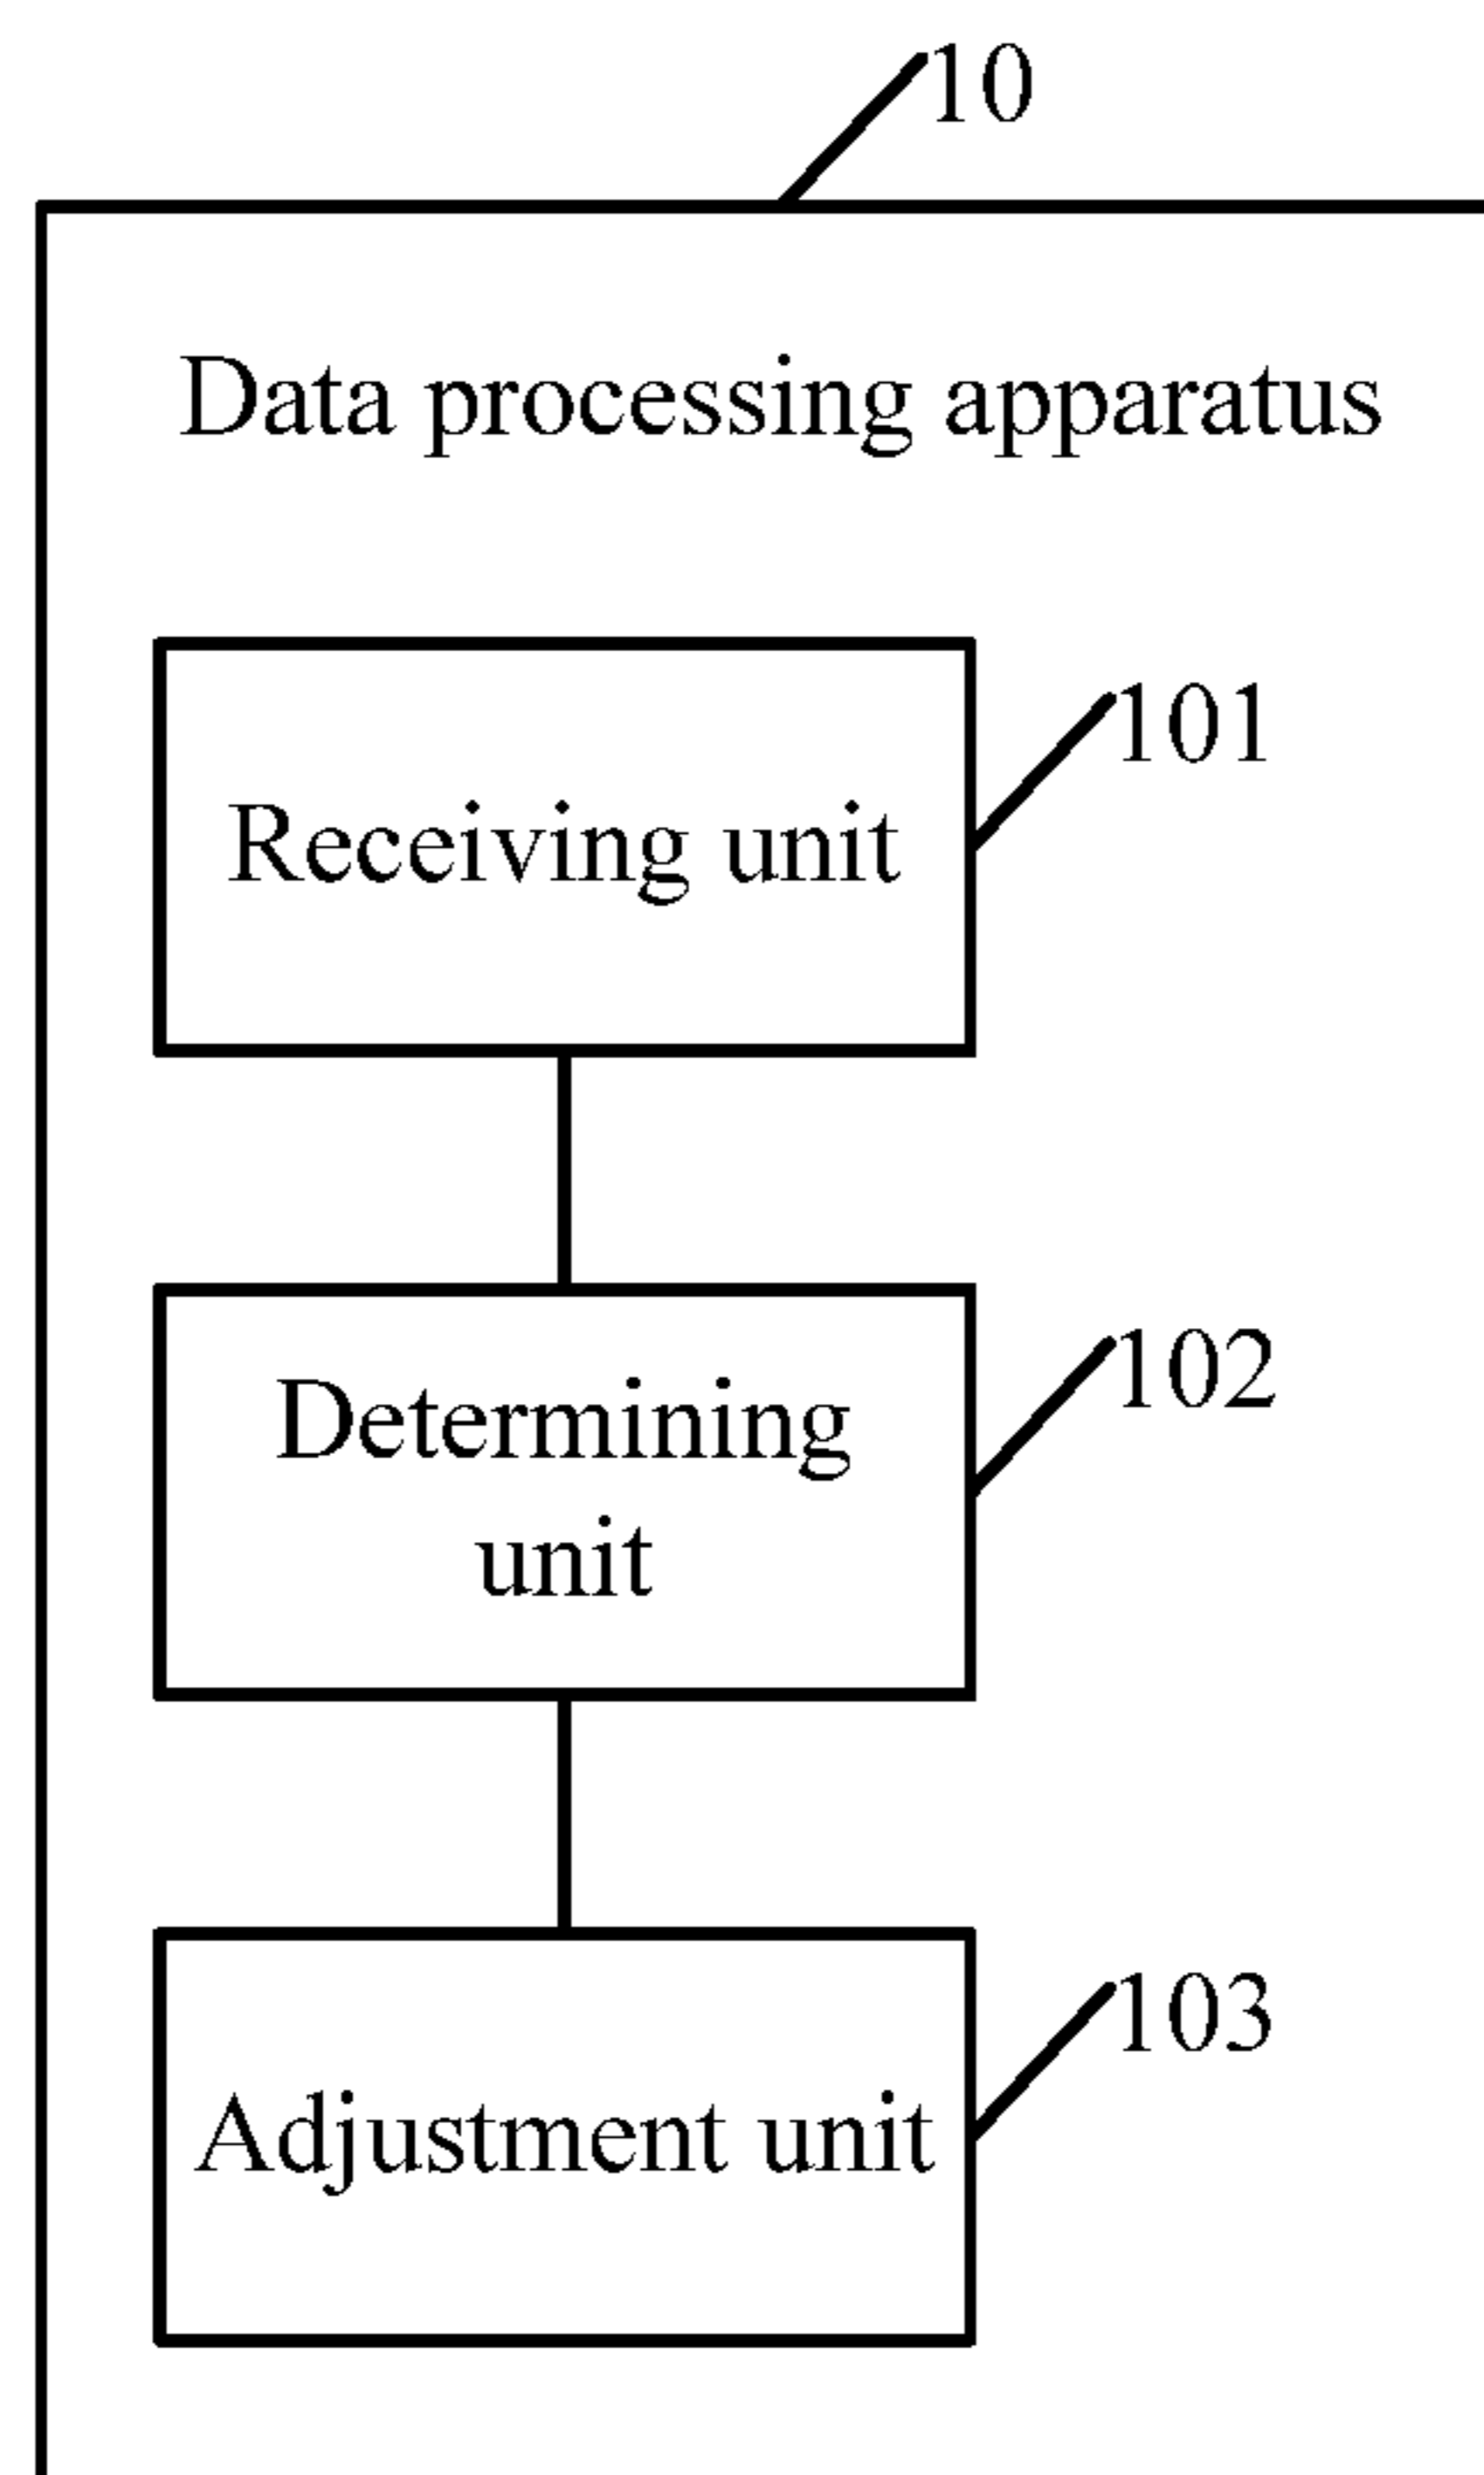 10
Data processing apparatus
101
Receiving unit
102
Determining
unit
103
Adjustment unit